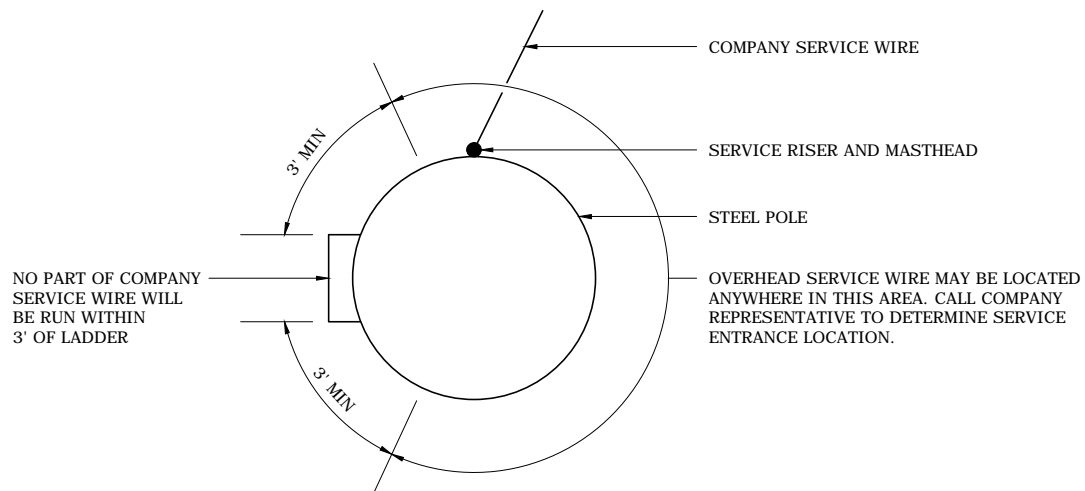 COMPANY SERVICE WIRE
3' MIN
SERVICE RISER AND MASTHEAD
STEEL POLE
NO PART OF COMPANY
SERVICE WIRE WILL
BE RUN WITHIN
3' OF LADDER
OVERHEAD SERVICE WIRE MAY BE LOCATED
ANYWHERE IN THIS AREA. CALL COMPANY
REPRESENTATIVE TO DETERMINE SERVICE
ENTRANCE LOCATION.
3' MIN